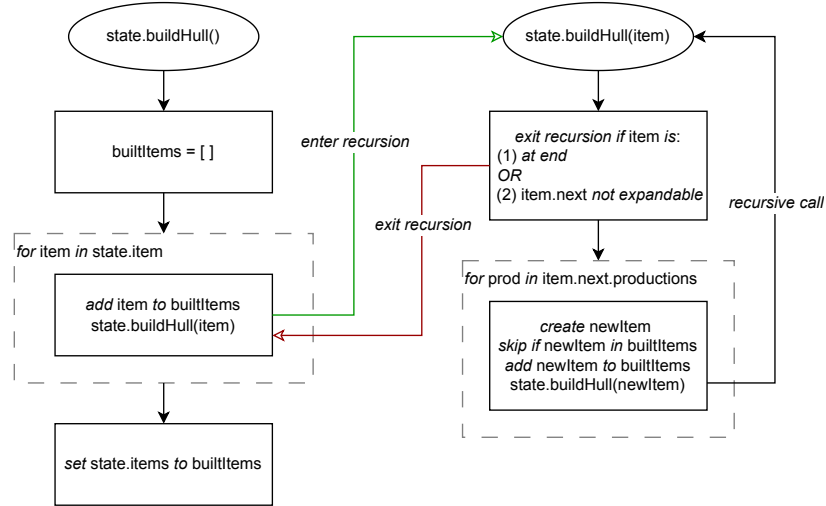 state.buildHull()
builtItems = [ ]
for item in state.item
add item to builtItems
state.buildHull(item)
set state.items to builtItems
enter recursion
exit recursion
state.buildHull(item)
exit recursion if item is:
(1) at end
OR
(2) item.next not expandable
for prod in item.next.productions
create newItem
skip if newItem in builtItems
add newItem to builtItems
state.buildHull(newItem)
recursive call